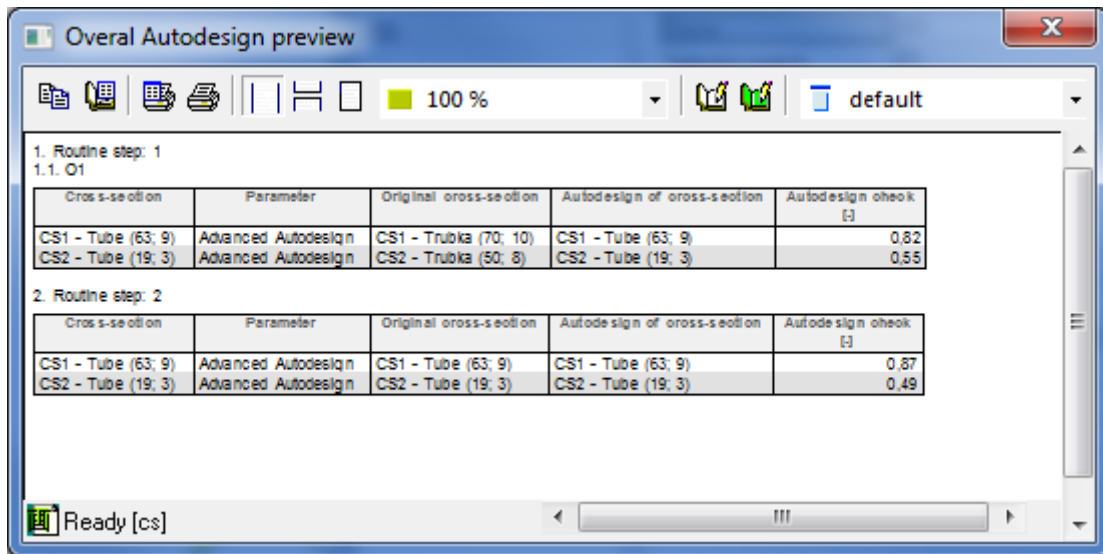 Overal Autodesign preview
100 % default
1. Routine step: 1
1.1. O1
Cross-section Parameter Original cross-section Autodesign of cross-section Autodesign check
[-]
CS1 - Tube (63; 9) Advanced Autodesign CS1 - Trubka (70; 10) CS1 - Tube (63; 9) 0,82
CS2 - Tube (19; 3) Advanced Autodesign CS2 - Trubka (50; 8) CS2 - Tube (19; 3) 0,55
2. Routine step: 2
Cross-section Parameter Original cross-section Autodesign of cross-section Autodesign check
[-]
CS1 - Tube (63; 9) Advanced Autodesign CS1 - Tube (63; 9) CS1 - Tube (63; 9) 0,87
CS2 - Tube (19; 3) Advanced Autodesign CS2 - Tube (19; 3) CS2 - Tube (19; 3) 0,49
Ready [cs]